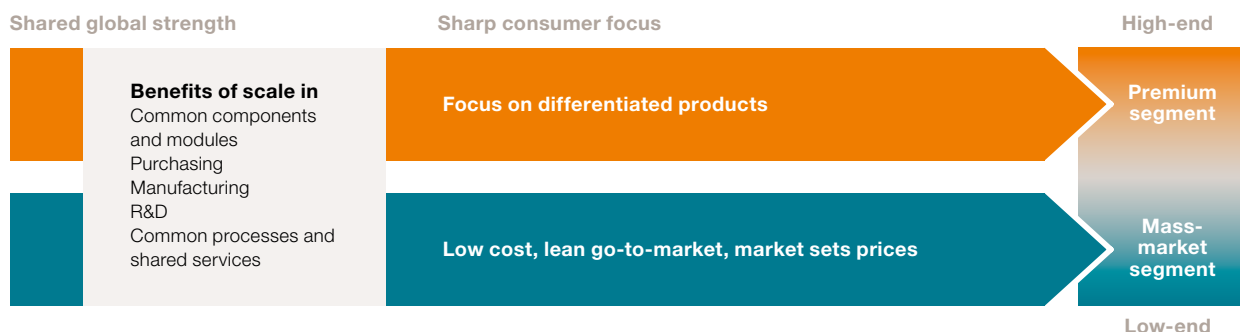 Shared global strength
Sharp consumer focus
High-end
Benefits of scale in
Common components
and modules
Purchasing
Manufacturing
R&D
Common processes and
shared services
Focus on differentiated products
Premium
segment
Low cost, lean go-to-market, market sets prices
Mass-
market
segment
Low-end